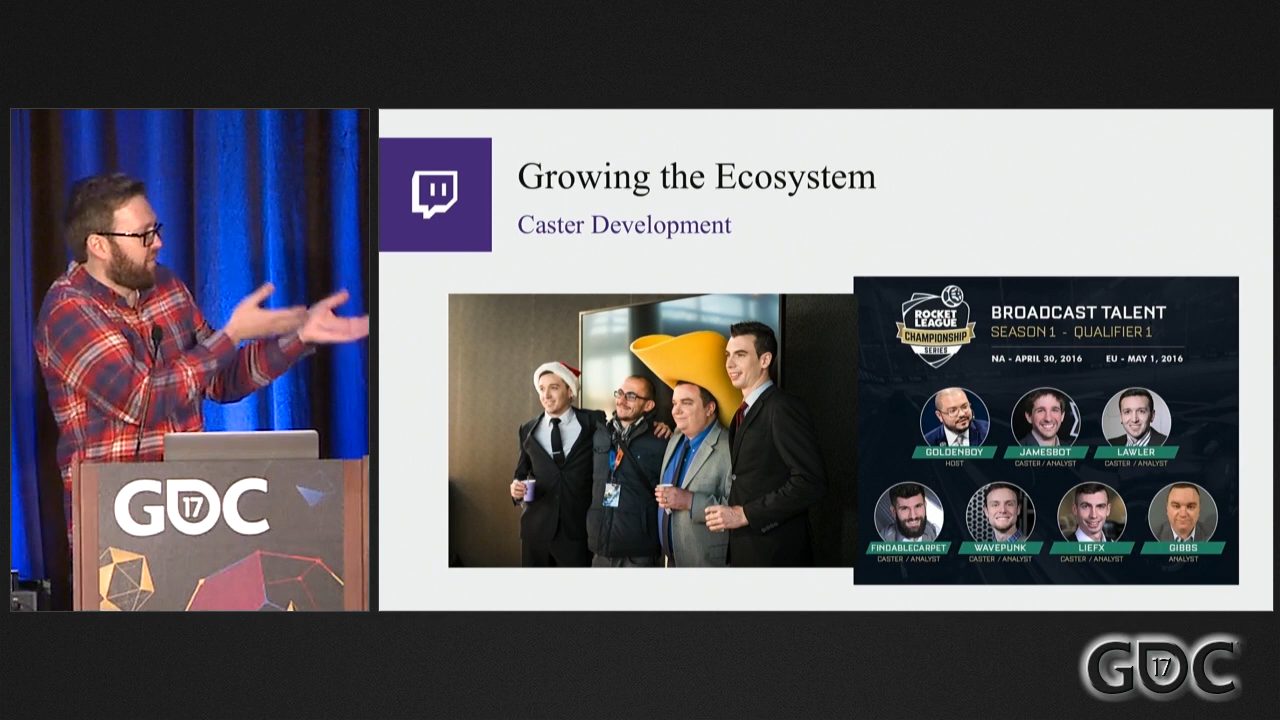 Growing the Ecosystem
Caster Development
ROCKET
LEAGUE
CHAMPIONSHIP
SERIES
BROADCAST TALENT
SEASON 1 - QUALIFIER 1
NA - APRIL 30, 2016 EU - MAY 1, 2016
GOLDENBOY
HOST
JAMESBOT
CASTER / ANALYST
LAWLER
CASTER / ANALYST
FINDABLECARPET
CASTER / ANALYST
WAVEPUNK
CASTER / ANALYST
LIEFX
CASTER / ANALYST
GIBBS
ANALYST
GDC
17
GDC
17